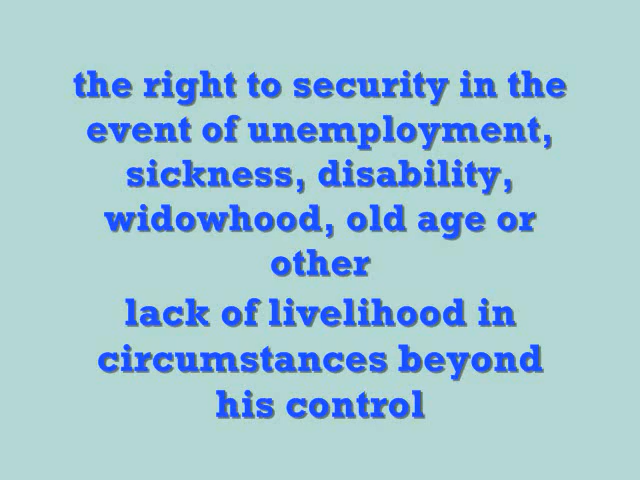 the right to security in the
event of unemployment,
sickness, disability,
widowhood, old age or
other
lack of livelihood in
circumstances beyond
his control